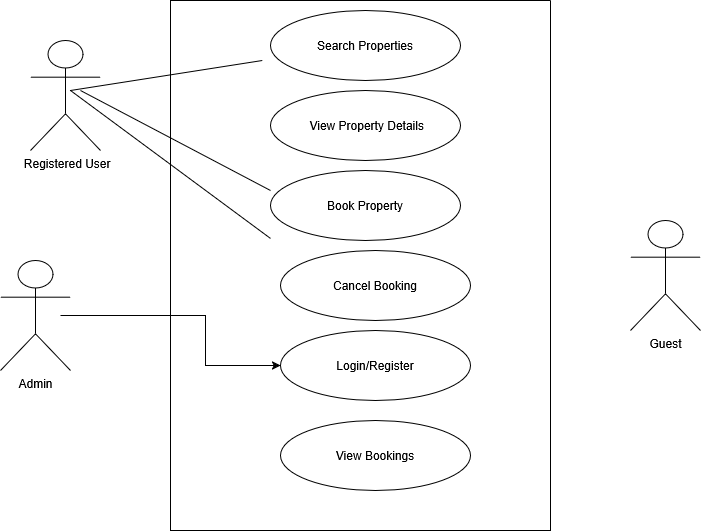 Search Properties
Registered User
View Property Details
Book Property
Cancel Booking
Guest
Login/Register
Admin
View Bookings